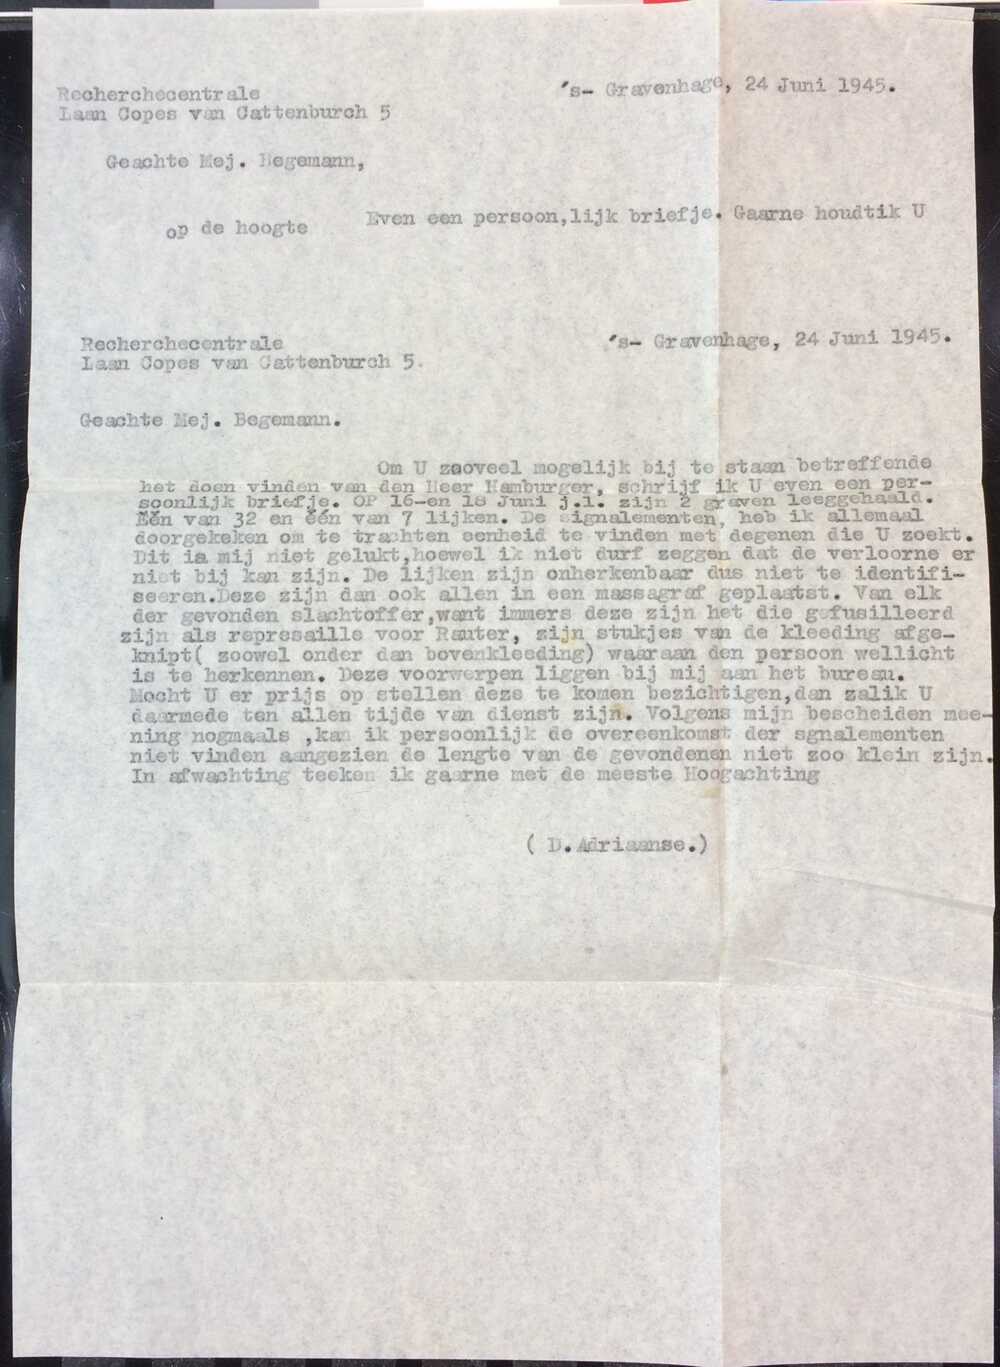 Recherchecentrale 's- Gravenhage, 24 Juni 1945.
Laan Copes van Cattenburch 5
Geachte Mej. Begemann,
Even een persoon,lijk briefje. Gaarne houdtik U
op de hoogte
Recherchecentrale 's- Gravenhage, 24 Juni 1945.
Laan Copes van Cattenburch 5.
Geachte Mej. Begemann.
Om U zooveel mogelijk bij te staan betreffende
het doen vinden van den Heer Hamburger, schrijf ik U even een per-
soonlijk briefje. OP 16-en 18 Juni j.l. zijn 2 graven leeggehaald.
Eén van 32 en één van 7 lijken. De signalementen, heb ik allemaal
doorgekeken om te trachten eenheid te vinden met degenen die U zoekt.
Dit ia mij niet gelukt,hoewel ik niet durf zeggen dat de verloorne er
niet bij kan zijn. De lijken zijn onherkenbaar dus niet te identifi-
seeren.Deze zijn dan ook allen in een massagraf geplaatst. Van elk
der gevonden slachtoffer,want immers deze zijn het die gefusilleerd
zijn als represaille voor Rauter, zijn stukjes van de kleeding afge-
knipt( zoowel onder dan bovenkleeding) waaraan den persoon wellicht
is te herkennen. Deze voorwerpen liggen bij mij aan het bureau.
Mocht U er prijs op stellen deze te komen bezichtigen,dan zalik U
daarmede ten allen tijde van dienst zijn. Volgens mijn bescheiden mee-
ning nogmaals ,kan ik persoonlijk de overeenkomst der sgnalementen
niet vinden aangezien de lengte van de gevondenen niet zoo klein zijn.
In afwachting teeken ik gaarne met de meeste Hoogachting
( D.Adriaanse.)